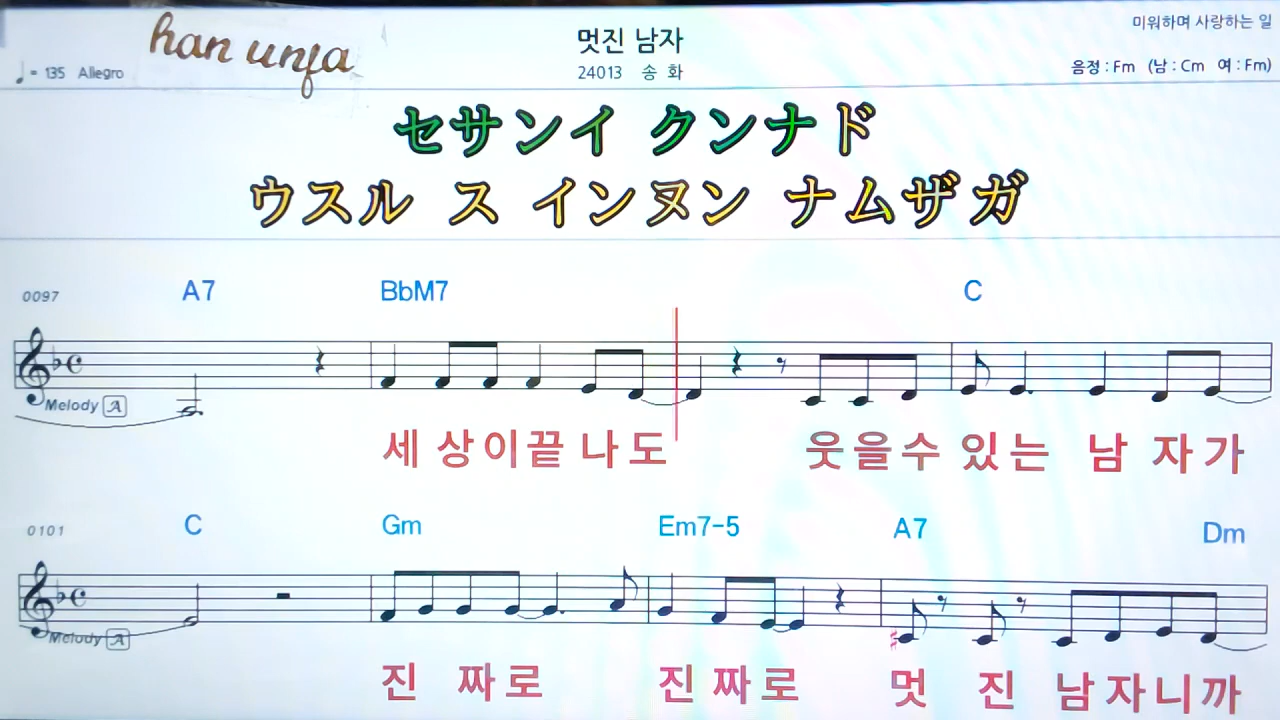 han unja
멋진 남자
미워하며 사랑하는 일
♩= 135 Allegro
24013 송 화
음정 : Fm (남 : Cm 여 : Fm)
セサンイ クンナド
ウスル ス インヌン ナムザガ
0097 A7 BbM7 C
Melody A
세 상이끝 나도 웃을수 있는 남 자가
0101 C Gm Em7-5 A7 Dm
Melody A
진 짜로 진짜로 멋 진 남자니까